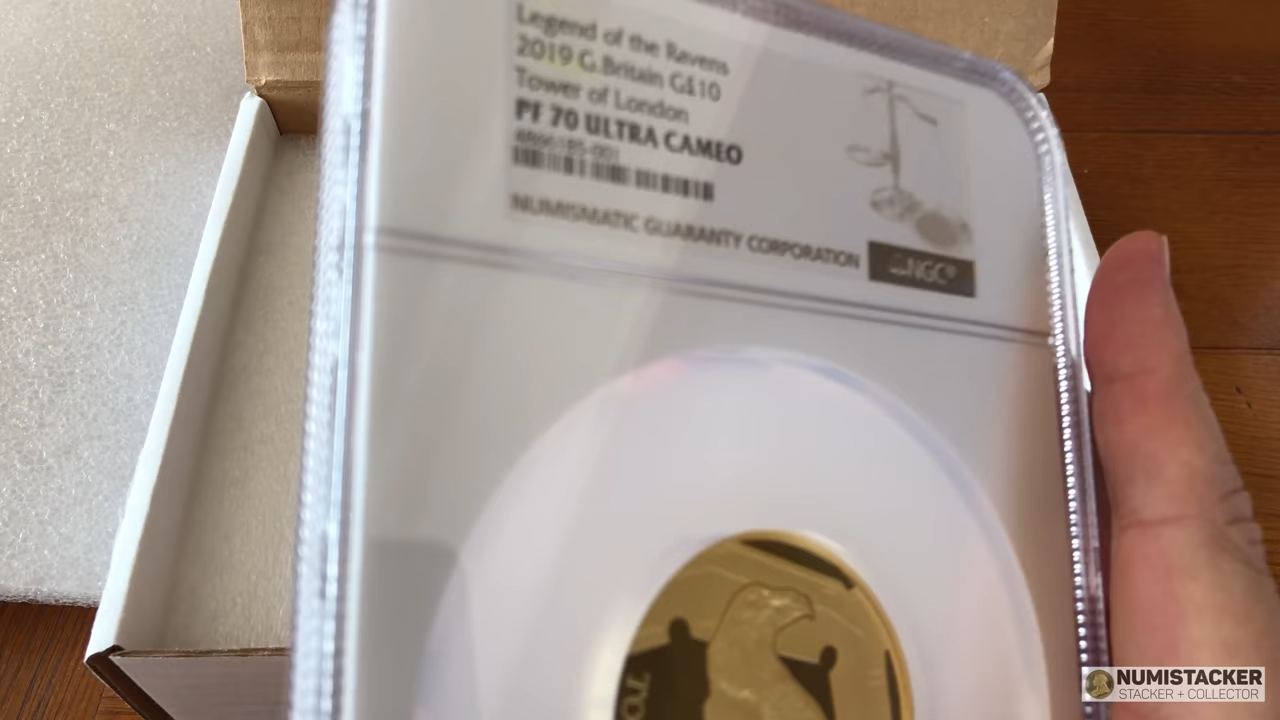 Legend of the Ravens
2019 G.Britain G£10
Tower of London
PF 70 ULTRA CAMEO
NUMISMATIC GUARANTY CORPORATION
NGC®
TO
NUMISTACKER
STACKER + COLLECTOR